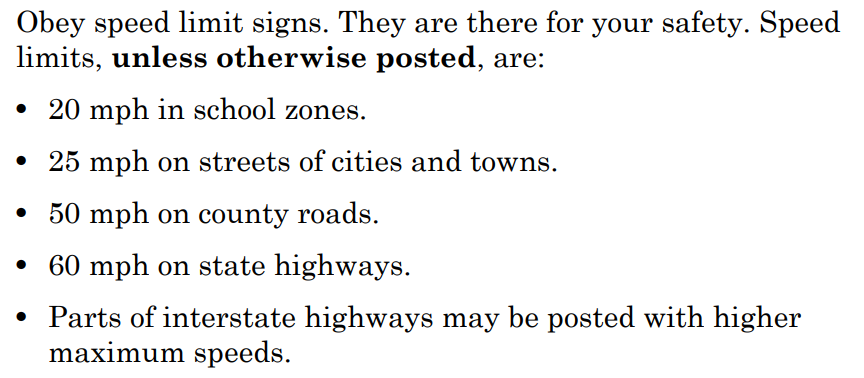 Obey speed limit signs. They are there for your safety. Speed
limits, unless otherwise posted, are:
• 20 mph in school zones.
• 25 mph on streets of cities and towns.
• 50 mph on county roads.
• 60 mph on state highways.
• Parts of interstate highways may be posted with higher
maximum speeds.